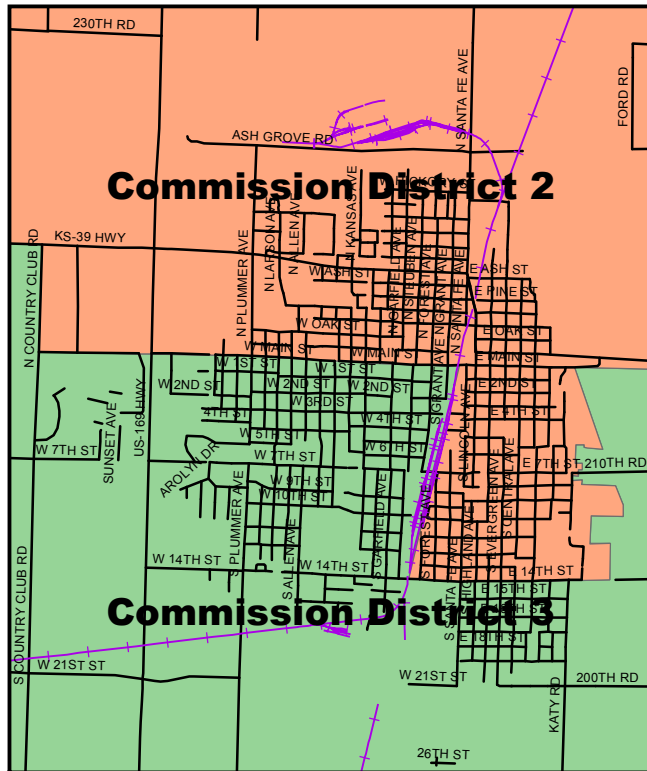 230TH RD
N SANTA FE AVE
FORD RD
ASH GROVE RD
Commission District 2
N KANSAS AVE
N LARSON AVE
N ALLEN AVE
KS-39 HWY
N COUNTRY CLUB RD
N PLUMMER AVE
N GARFIELD AVE
N STEUBEN AVE
N FOREST AVE
N GRANT AVE
N SANTA FE AVE
W ASH ST
E ASH ST
E PINE ST
W OAK ST
E OAK ST
W MAIN ST
W MAIN ST
E MAIN ST
W 1ST ST
W 1ST ST
W 2ND ST
W 2ND ST
W 2ND ST
E 2ND ST
W 3RD ST
4TH ST
W 4TH ST
E 4TH ST
S GRANT AVE
S LINCOLN AVE
US-169 HWY
SUNSET AVE
W 5TH ST
W 6TH ST
W 7TH ST
W 7TH ST
E 7TH ST
210TH RD
AROLYN DR
W 9TH ST
W 10TH ST
S PLUMMER AVE
S ALLEN AVE
S GARFIELD AVE
S FOREST AVE
S SANTA FE AVE
S HIGHLAND AVE
S EVERGREEN AVE
S CENTRAL AVE
S COUNTRY CLUB RD
W 14TH ST
W 14TH ST
E 14TH ST
E 15TH ST
Commission District 3
E 18TH ST
W 21ST ST
W 21ST ST
200TH RD
KATY RD
26TH ST